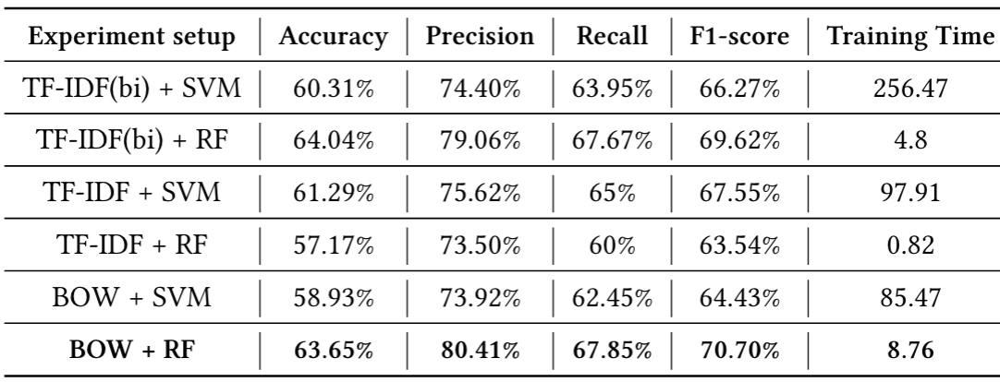 Experiment setup Accuracy Precision Recall F1-score Training Time
TF-IDF(bi) + SVM 60.31% 74.40% 63.95% 66.27% 256.47
TF-IDF(bi) + RF 64.04% 79.06% 67.67% 69.62% 4.8
TF-IDF + SVM 61.29% 75.62% 65% 67.55% 97.91
TF-IDF + RF 57.17% 73.50% 60% 63.54% 0.82
BOW + SVM 58.93% 73.92% 62.45% 64.43% 85.47
BOW + RF 63.65% 80.41% 67.85% 70.70% 8.76